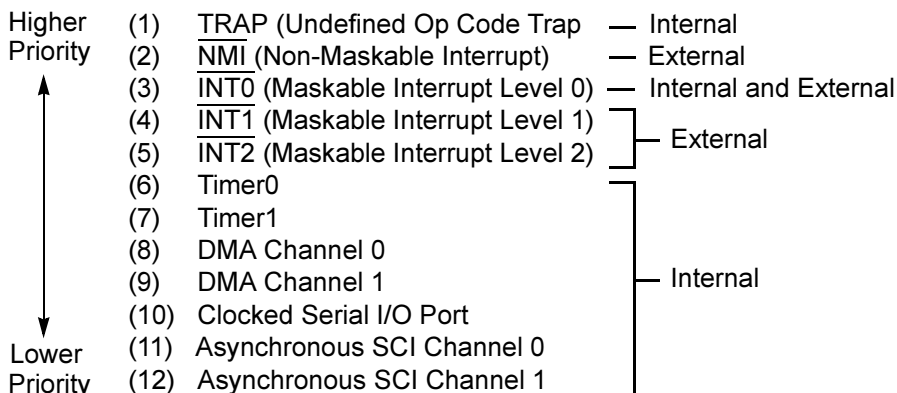 Higher Priority
(1) TRAP (Undefined Op Code Trap — Internal
(2) NMI (Non-Maskable Interrupt) — External
(3) INT0 (Maskable Interrupt Level 0) — Internal and External
(4) INT1 (Maskable Interrupt Level 1)
(5) INT2 (Maskable Interrupt Level 2)
External
(6) Timer0
(7) Timer1
(8) DMA Channel 0
(9) DMA Channel 1
(10) Clocked Serial I/O Port
(11) Asynchronous SCI Channel 0
(12) Asynchronous SCI Channel 1
Internal
Lower
Priority